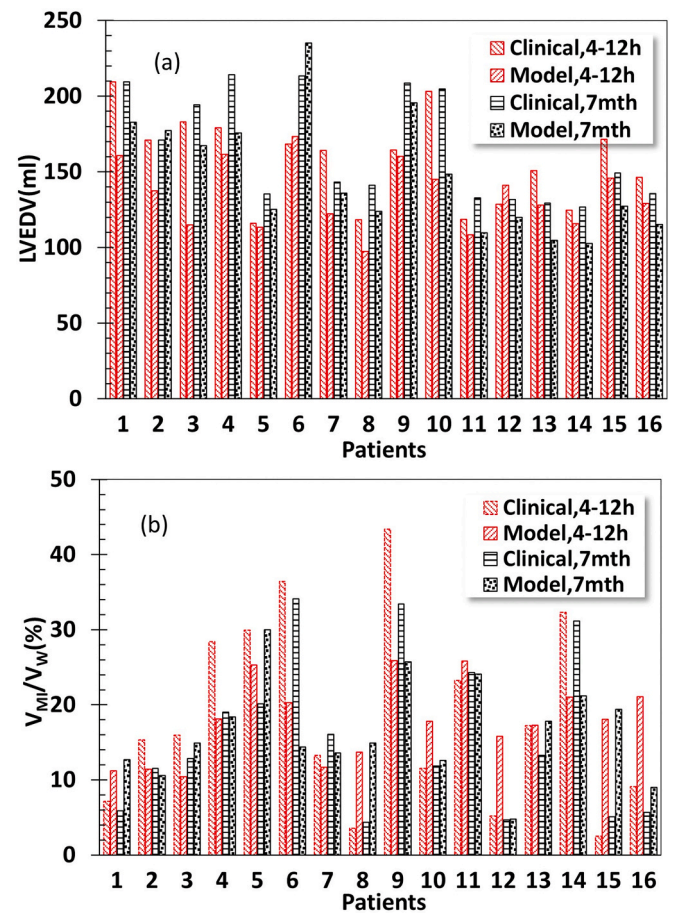 250
200
150
100
50
0
LVEDV(ml)
(a)
Clinical,4-12h
Model,4-12h
Clinical,7mth
Model,7mth
1 2 3 4 5 6 7 8 9 10 11 12 13 14 15 16
Patients
50
40
30
20
10
0
VMI/VW(%)
(b)
Clinical,4-12h
Model,4-12h
Clinical,7mth
Model,7mth
1 2 3 4 5 6 7 8 9 10 11 12 13 14 15 16
Patients